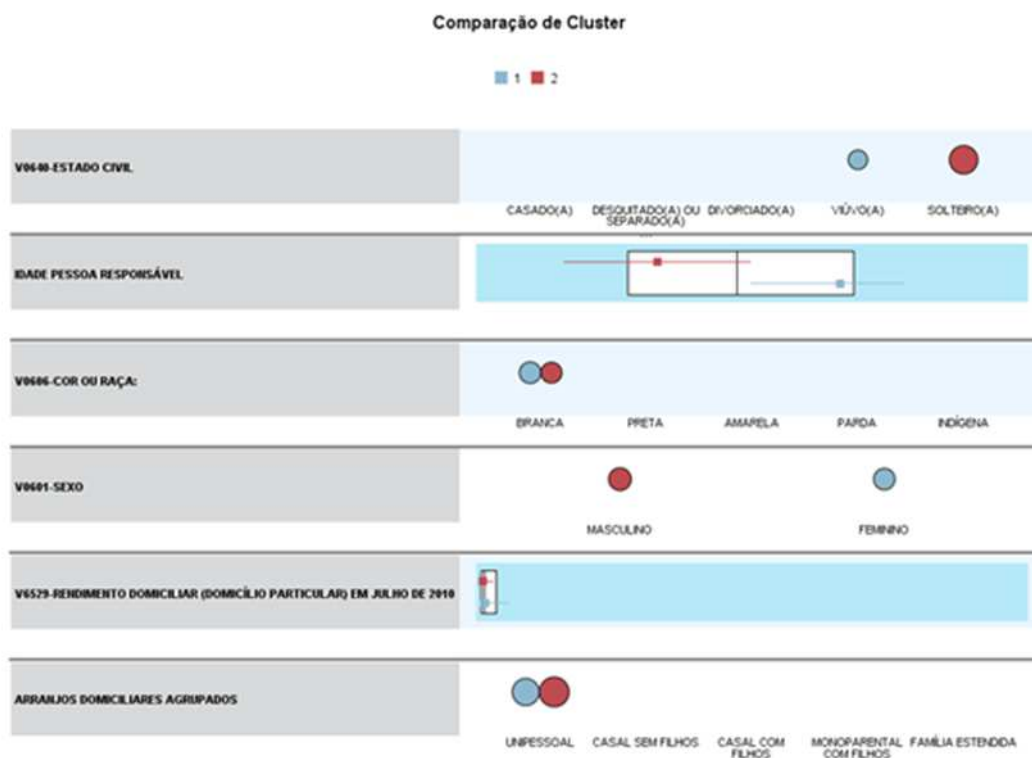 Comparação de Cluster
1 2
V0640-ESTADO CIVIL
CASADO(A) DESQUITADO(A) OU SEPARADO(A) DIVORCIADO(A) VIÚVO(A) SOLTEIRO(A)
...
IDADE PESSOA RESPONSÁVEL
V0606-COR OU RAÇA:
BRANCA PRETA AMARELA PARDA INDÍGENA
V0601-SEXO
MASCULINO FEMININO
V6529-RENDIMENTO DOMICILIAR (DOMICÍLIO PARTICULAR) EM JULHO DE 2010
ARRANJOS DOMICILIARES AGRUPADOS
UNIPESSOAL CASAL SEM FILHOS CASAL COM FILHOS MONOPARENTAL COM FILHOS FAMÍLIA ESTENDIDA